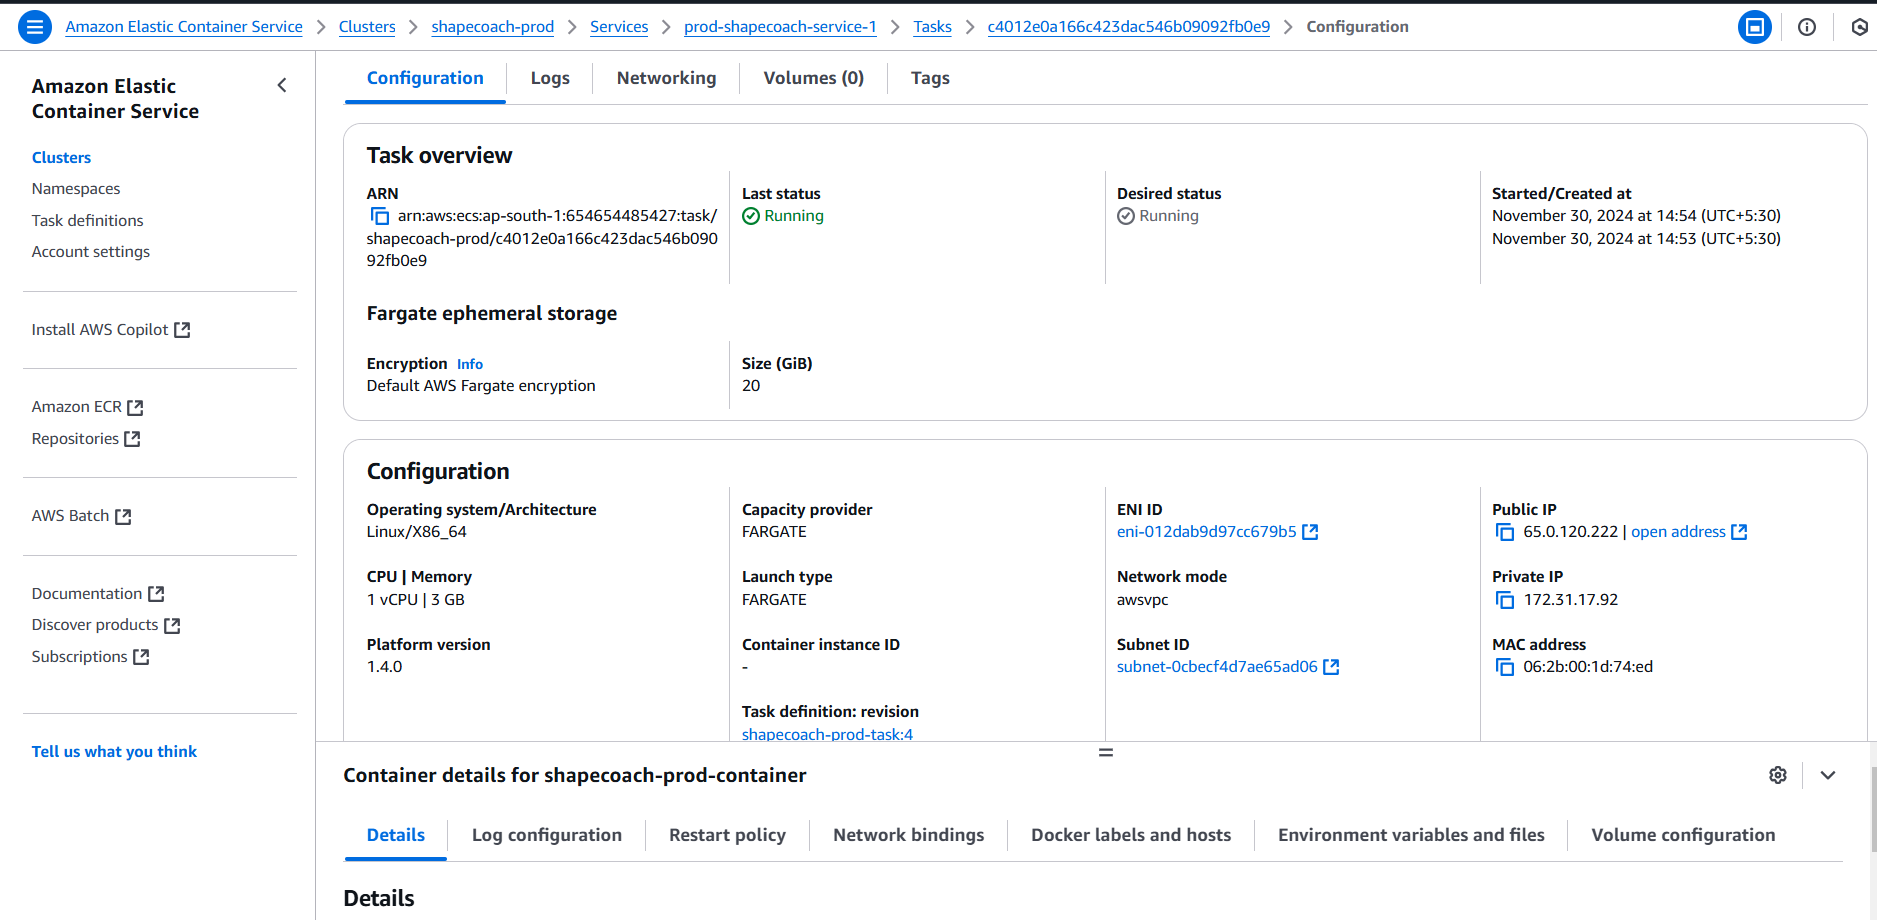 Amazon Elastic Container Service > Clusters > shapecoach-prod > Services > prod-shapecoach-service-1 > Tasks > c4012e0a166c423dac546b09092fb0e9 > Configuration
Amazon Elastic
Container Service
Clusters
Namespaces
Task definitions
Account settings
Install AWS Copilot
Amazon ECR
Repositories
AWS Batch
Documentation
Discover products
Subscriptions
Tell us what you think
Configuration
Logs
Networking
Volumes (0)
Tags
Task overview
ARN
arn:aws:ecs:ap-south-1:654654485427:task/
shapecoach-prod/c4012e0a166c423dac546b090
92fb0e9
Last status
Running
Desired status
Running
Started/Created at
November 30, 2024 at 14:54 (UTC+5:30)
November 30, 2024 at 14:53 (UTC+5:30)
Fargate ephemeral storage
Encryption Info
Default AWS Fargate encryption
Size (GiB)
20
Configuration
Operating system/Architecture
Linux/X86_64
CPU | Memory
1 vCPU | 3 GB
Platform version
1.4.0
Capacity provider
FARGATE
Launch type
FARGATE
Container instance ID
-
Task definition: revision
shapecoach-prod-task:4
ENI ID
eni-012dab9d97cc679b5
Network mode
awsvpc
Subnet ID
subnet-0cbecf4d7ae65ad06
Public IP
65.0.120.222 | open address
Private IP
172.31.17.92
MAC address
06:2b:00:1d:74:ed
Container details for shapecoach-prod-container
Details
Log configuration
Restart policy
Network bindings
Docker labels and hosts
Environment variables and files
Volume configuration
Details